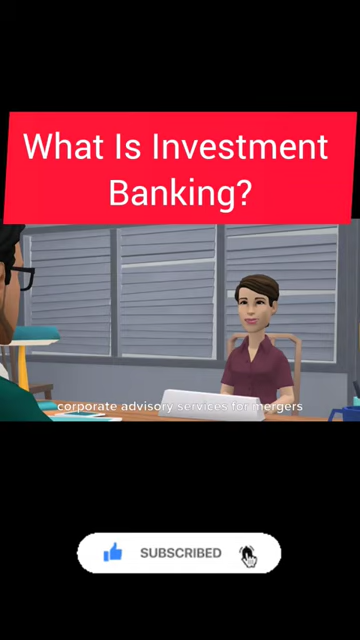 What Is Investment
Banking?
corporate advisory services for mergers
SUBSCRIBED